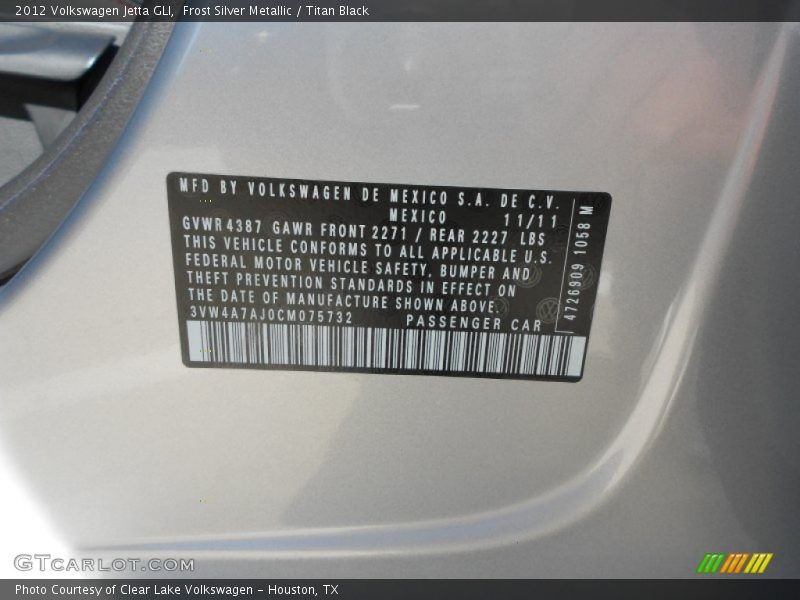 2012 Volkswagen Jetta GLI, Frost Silver Metallic / Titan Black
MFD BY VOLKSWAGEN DE MEXICO S.A. DE C.V.
MEXICO 11/11
GVWR 4387 GAWR FRONT 2271 / REAR 2227 LBS
THIS VEHICLE CONFORMS TO ALL APPLICABLE U.S.
FEDERAL MOTOR VEHICLE SAFETY, BUMPER AND
THEFT PREVENTION STANDARDS IN EFFECT ON
THE DATE OF MANUFACTURE SHOWN ABOVE.
3VW4A7AJ0CM075732 PASSENGER CAR
4726909 1058 M
GTCARLOT.COM
Photo Courtesy of Clear Lake Volkswagen - Houston, TX